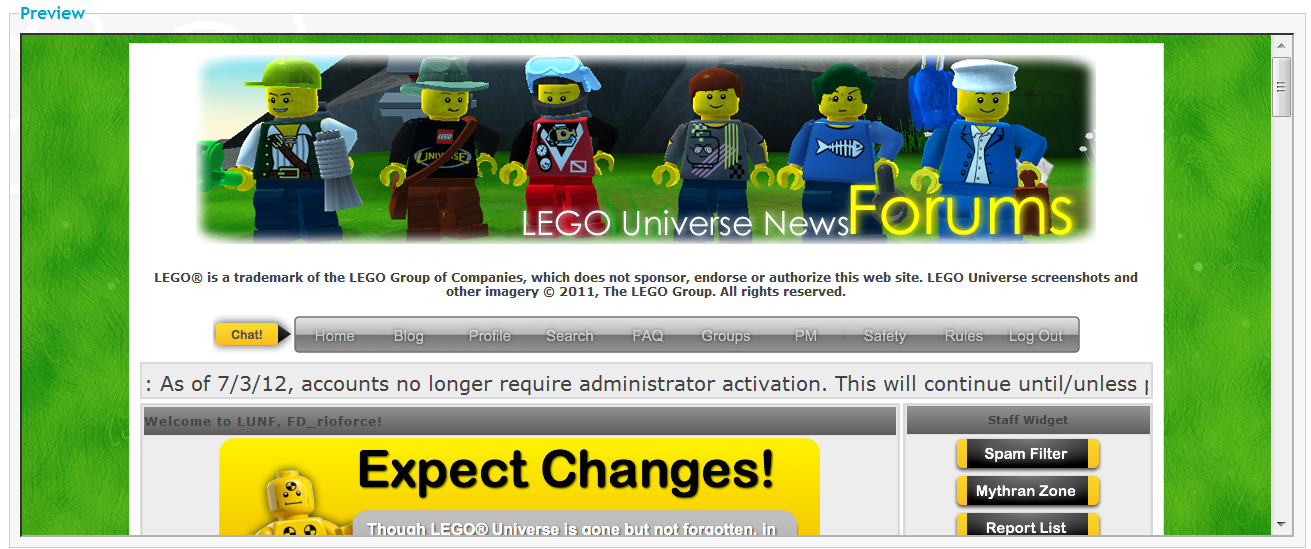 Preview
LEGO
UNIVERSE
LEGO Universe News Forums
LEGO® is a trademark of the LEGO Group of Companies, which does not sponsor, endorse or authorize this web site. LEGO Universe screenshots and
other imagery © 2011, The LEGO Group. All rights reserved.
Chat! Home Blog Profile Search FAQ Groups PM Safety Rules Log Out
: As of 7/3/12, accounts no longer require administrator activation. This will continue until/unless
Welcome to LUNF, FD_rioforce!
Staff Widget
Expect Changes!
Though LEGO® Universe is gone but not forgotten, in
Spam Filter
Mythran Zone
Report List